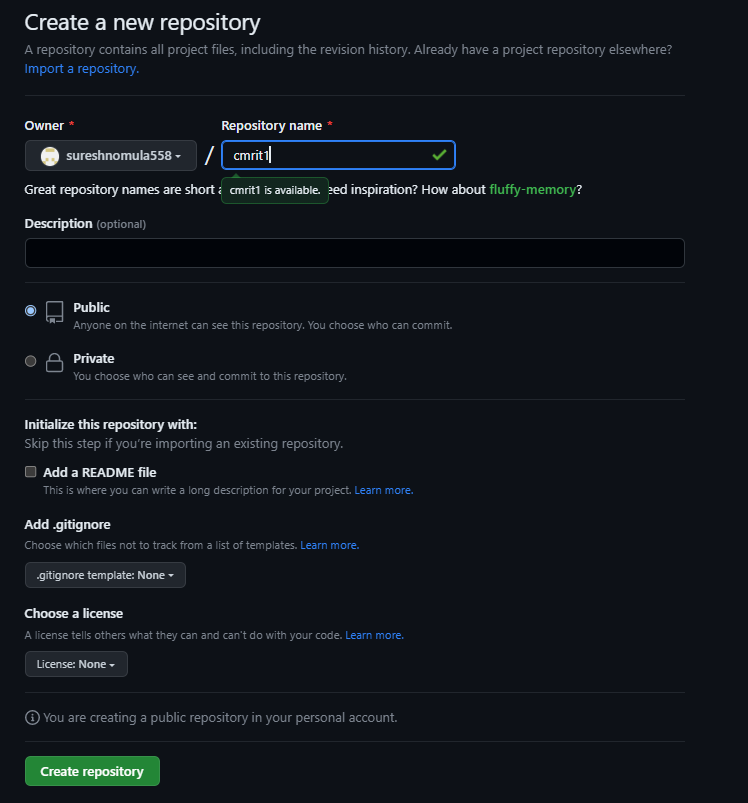 Create a new repository
A repository contains all project files, including the revision history. Already have a project repository elsewhere?
Import a repository.
Owner *
Repository name *
sureshnomula558
/
cmrit1
Great repository names are short eed inspiration? How about fluffy-memory?
cmrit1 is available.
Description (optional)
Public
Anyone on the internet can see this repository. You choose who can commit.
Private
You choose who can see and commit to this repository.
Initialize this repository with:
Skip this step if you're importing an existing repository.
Add a README file
This is where you can write a long description for your project. Learn more.
Add .gitignore
Choose which files not to track from a list of templates. Learn more.
.gitignore template: None
Choose a license
A license tells others what they can and can't do with your code. Learn more.
License: None
You are creating a public repository in your personal account.
Create repository